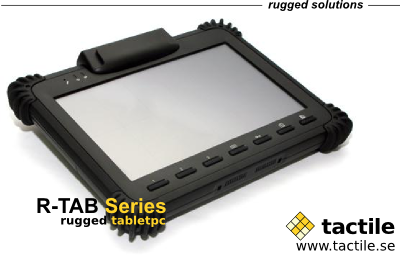 rugged solutions
R-TAB Series
rugged tabletpc
tactile
www.tactile.se